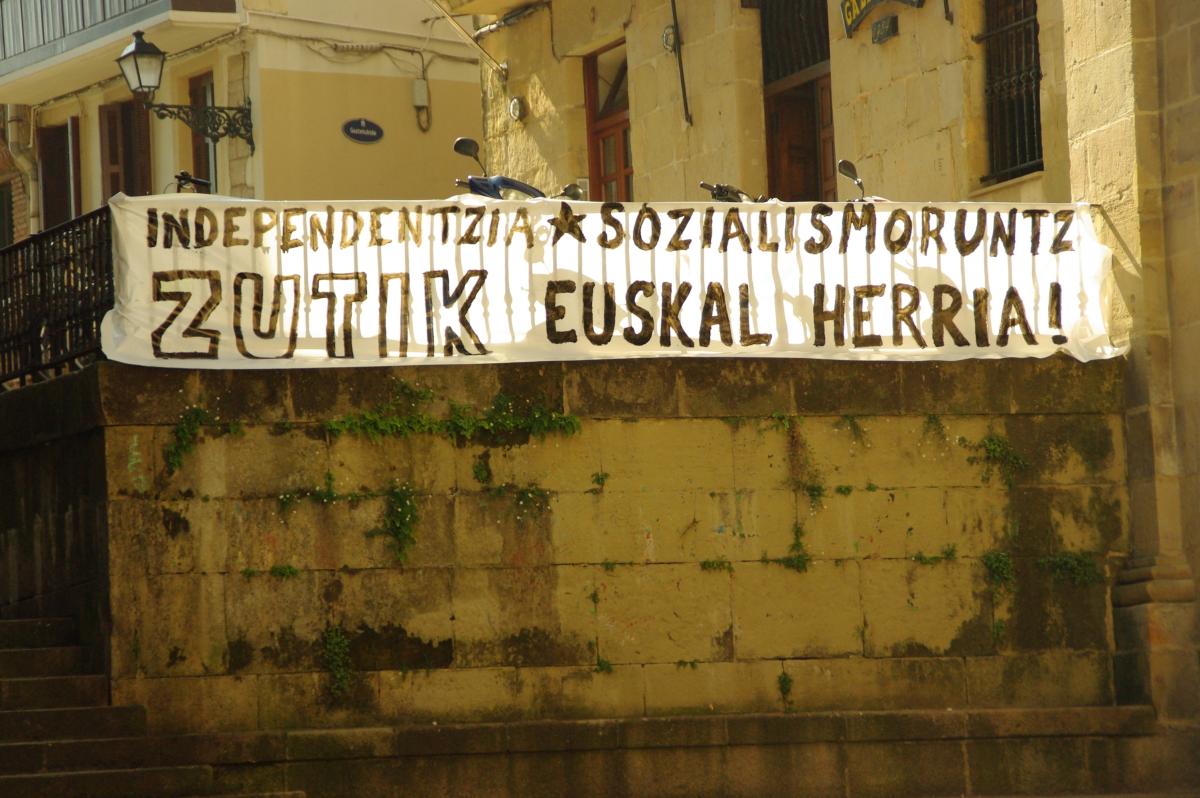 INDEPENDENTZIA ★ SOZIALISMORUNTZ
ZUTIK EUSKAL HERRIA!